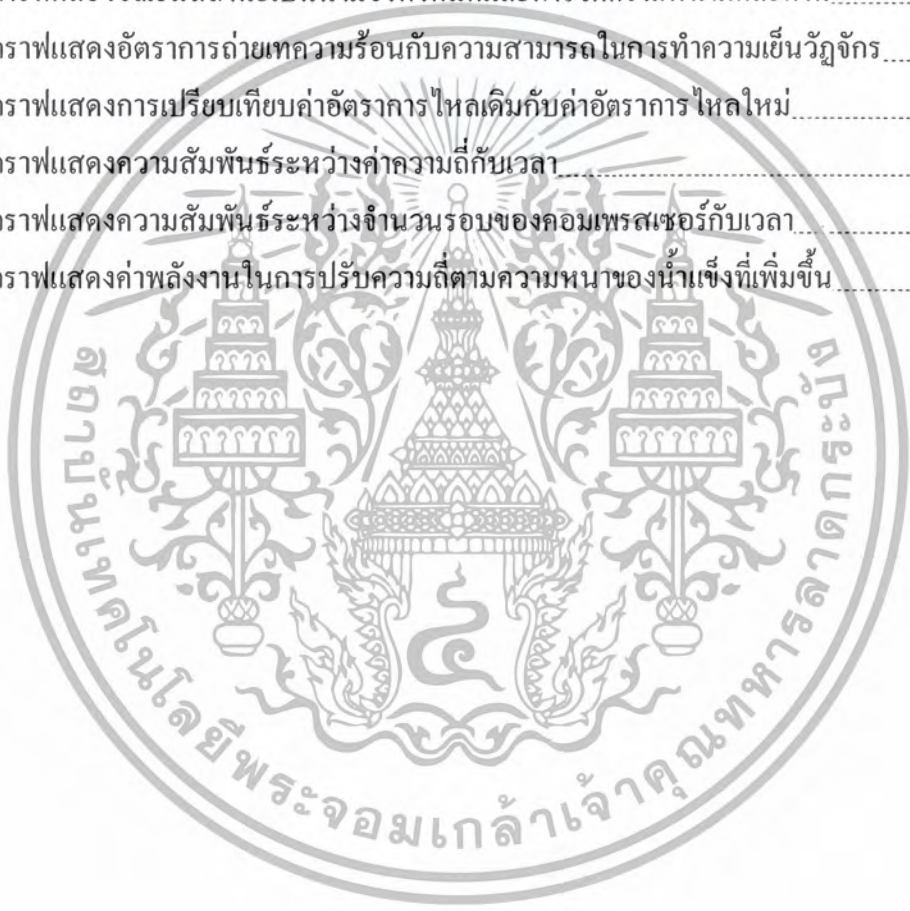 ราฟแสดงอัตราการถ่ายเทความร้อนกับความสามารถในการทำความเย็นวัฏจักร
ราฟแสดงการเปรียบเทียบค่าอัตราการไหลเดิมกับค่าอัตราการไหลใหม่
ราฟแสดงความสัมพันธ์ระหว่างค่าความถี่กับเวลา
ราฟแสดงความสัมพันธ์ระหว่างจำนวนรอบของคอมเพรสเซอร์กับเวลา
ราฟแสดงค่าพลังงานในการปรับความถี่ตามความหนาของน้ำแข็งที่เพิ่มขึ้น
สถาบันเทคโนโลยีพระจอมเกล้าเจ้าคุณทหารลาดกระบัง